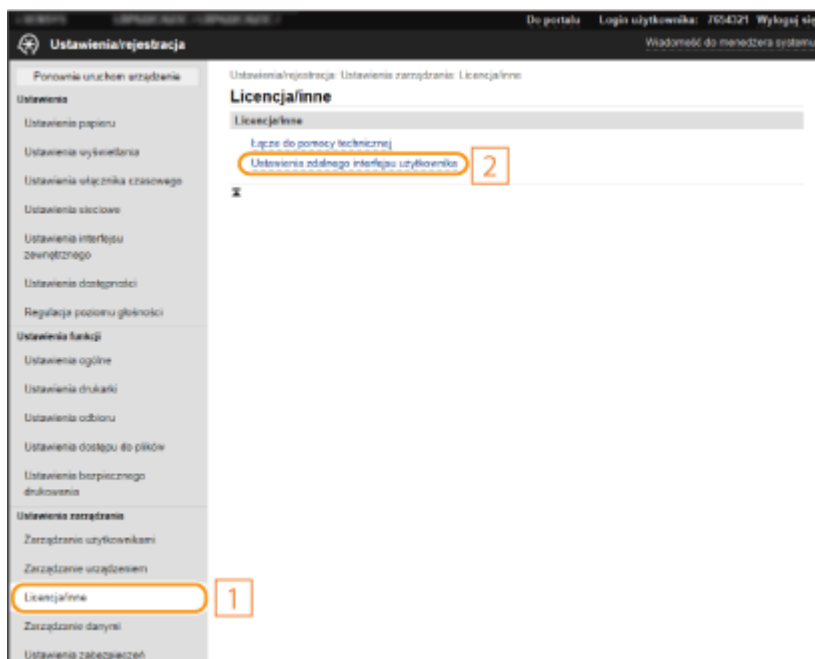 Do portalu Login użytkownika: 7654321 Wyloguj się
Ustawienia/rejestracja
Wiadomość do menedżera systemu
Ponownie uruchom urządzenie
Ustawienia
Ustawienia papieru
Ustawienia wyświetlania
Ustawienia włącznika czasowego
Ustawienia sieciowe
Ustawienia interfejsu
zewnętrznego
Ustawienia dostępności
Regulacja poziomu głośności
Ustawienia funkcji
Ustawienia ogólne
Ustawienia drukarki
Ustawienia odbioru
Ustawienia dostępu do plików
Ustawienia bezpiecznego
drukowania
Ustawienia zarządzania
Zarządzanie użytkownikami
Zarządzanie urządzeniem
Licencja/inne
1
Zarządzanie danymi
Ustawienia zabezpieczeń
Ustawienia/rejestracja: Ustawienia zarządzania: Licencja/inne
Licencja/inne
Licencja/inne
Łącze do pomocy technicznej
Ustawienia zdalnego interfejsu użytkownika
2